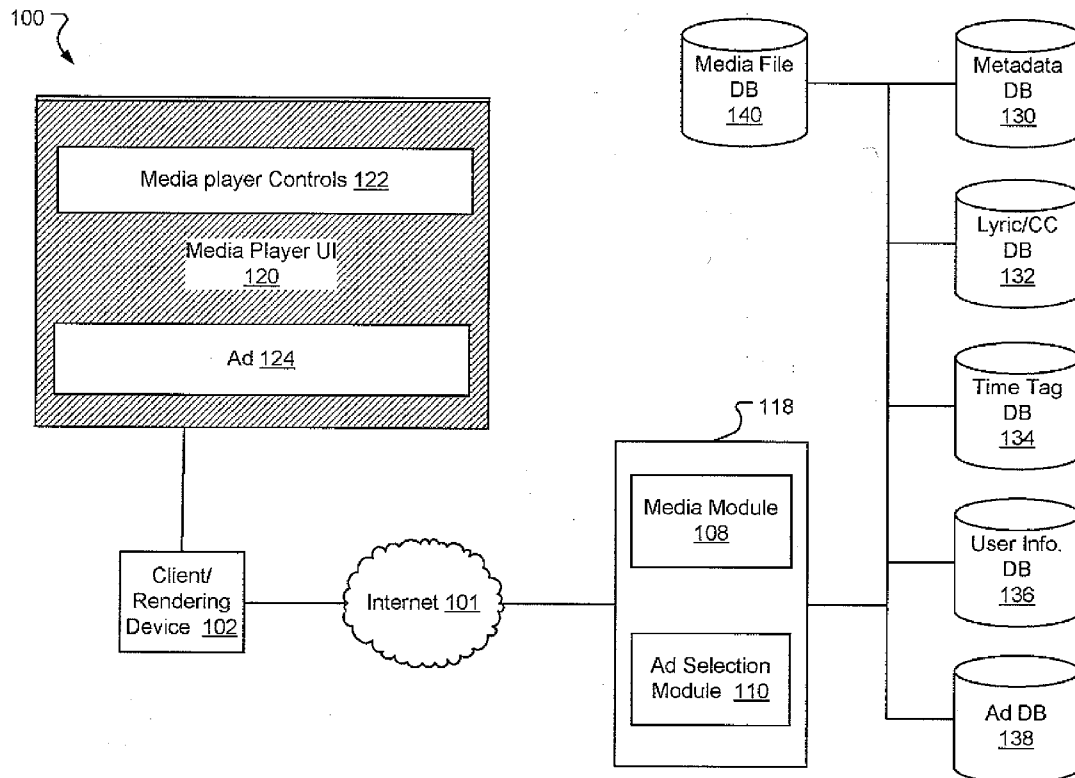 100
Media File
DB
140
Metadata
DB
130
Media player Controls 122
Lyric/CC
DB
132
Media Player UI
120
Ad 124
Time Tag
DB
134
118
Media Module
108
User Info.
DB
136
Client/
Rendering
Device 102
Internet 101
Ad Selection
Module 110
Ad DB
138